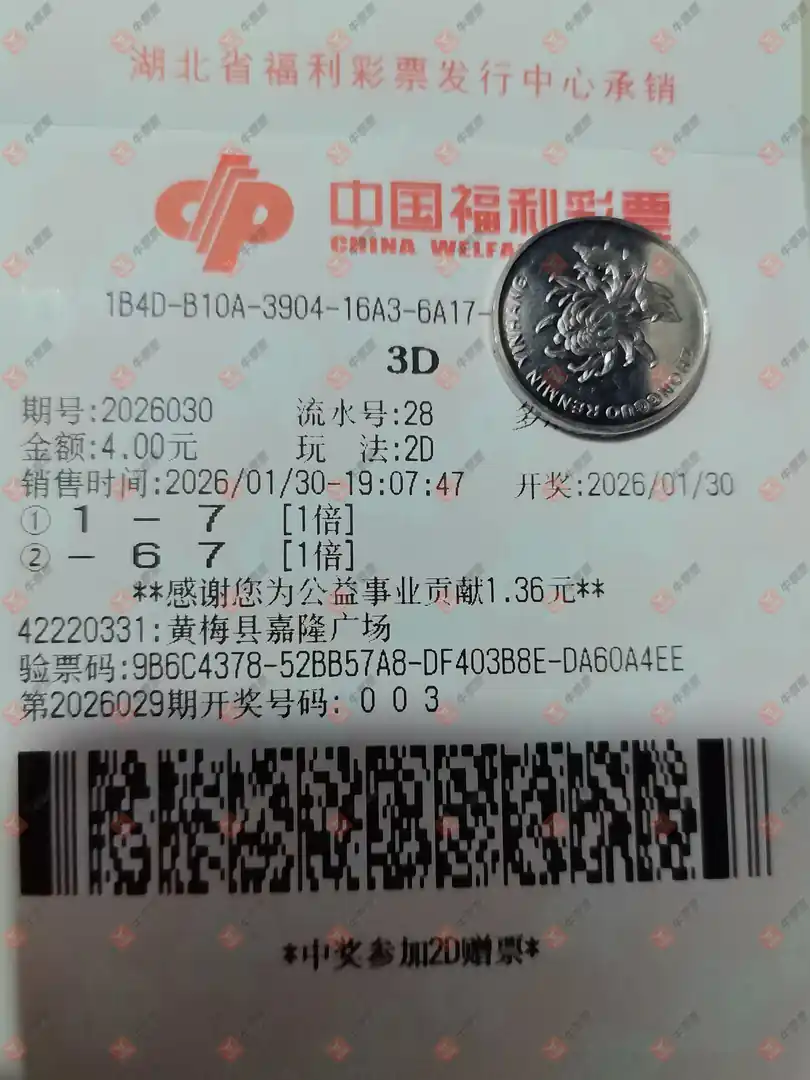 湖北省福利彩票发行中心承销
中国福利彩票
CHINA WELFA
1B4D-B10A-3904-16A3-6A17-
3D
期号:2026030 流水号:28
金额:4.00元 玩 法:2D
销售时间:2026/01/30-19:07:47 开奖:2026/01/30
① 1 - 7 [1倍]
② - 6 7 [1倍]
**感谢您为公益事业贡献1.36元**
42220331:黄梅县嘉隆广场
验票码:9B6C4378-52BB57A8-DF403B8E-DA60A4EE
第2026029期开奖号码: 0 0 3
*中奖参加2D赠票*
ZHONGGUO RENMIN YINHANG